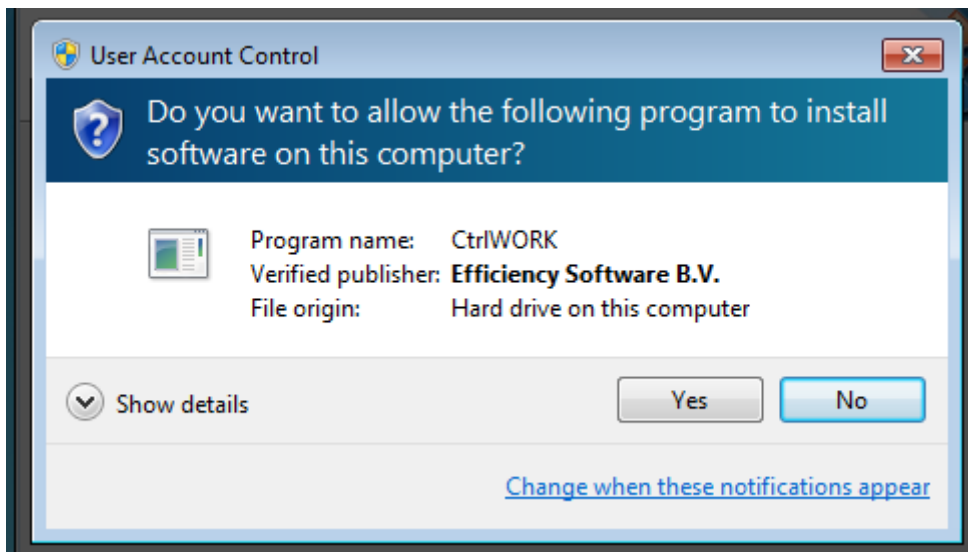 User Account Control
Do you want to allow the following program to install
software on this computer?
Program name: CtrlWORK
Verified publisher: Efficiency Software B.V.
File origin: Hard drive on this computer
Show details
Yes
No
Change when these notifications appear